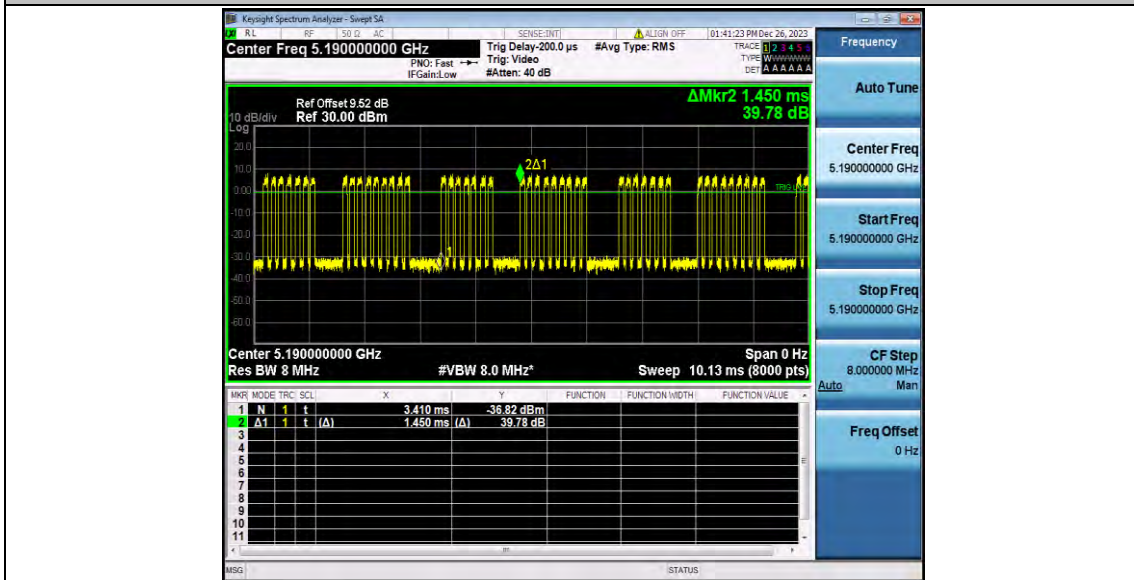 Keysight Spectrum Analyzer - Swept SA
RL RF 50 Ω AC SENSE:INT ALIGN OFF 01:41:23 PM Dec 26, 2023
Center Freq 5.190000000 GHz
PNO: Fast
IFGain:Low
Trig Delay-200.0 µs
Trig: Video
#Atten: 40 dB
#Avg Type: RMS
TRACE 1 2 3 4 5 6
TYPE WWWWWW
DET A A A A A A
ΔMkr2 1.450 ms
39.78 dB
Ref Offset 9.52 dB
10 dB/div Ref 30.00 dBm
Log
20.0
10.0
0.00
-10.0
-20.0
-30.0
-40.0
-50.0
-60.0
2Δ1
1
Center 5.190000000 GHz Span 0 Hz
Res BW 8 MHz #VBW 8.0 MHz* Sweep 10.13 ms (8000 pts)
MKR MODE TRC SCL X Y FUNCTION FUNCTION WIDTH FUNCTION VALUE
1 N 1 t 3.410 ms -36.82 dBm
2 Δ1 1 t (Δ) 1.450 ms (Δ) 39.78 dB
3
4
5
6
7
8
9
10
11
MSG STATUS
Frequency
Auto Tune
Center Freq
5.190000000 GHz
Start Freq
5.190000000 GHz
Stop Freq
5.190000000 GHz
CF Step
8.000000 MHz
Auto Man
Freq Offset
0 Hz